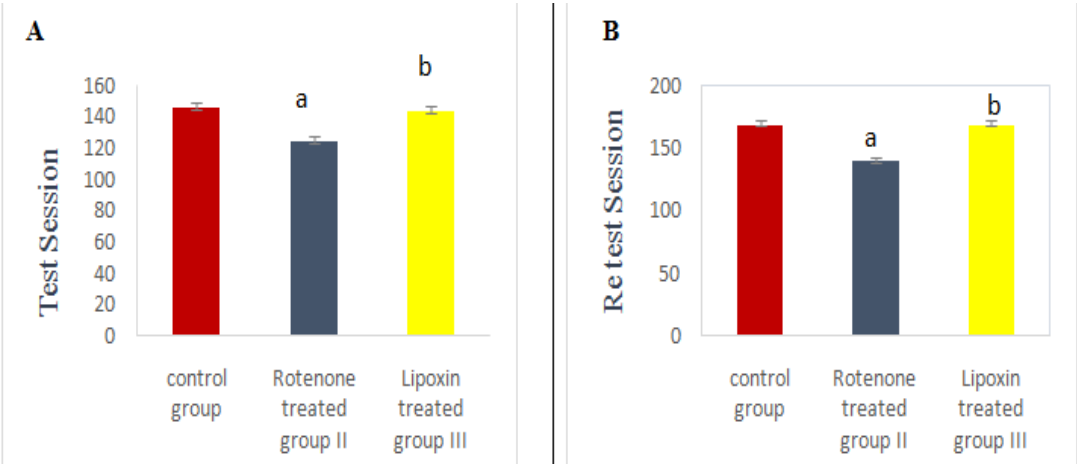 A
Test Session
160
140
120
100
80
60
40
20
0
a
b
control
group
Rotenone
treated
group II
Lipoxin
treated
group III
B
Re test Session
200
150
100
50
0
a
b
control
group
Rotenone
treated
group II
Lipoxin
treated
group III